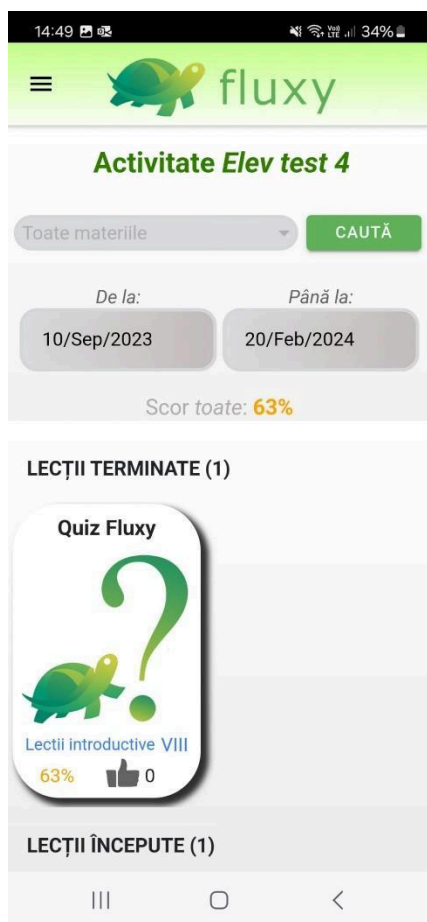 14:49 34%
fluxy
Activitate Elev test 4
Toate materiile CAUTĂ
De la: Până la:
10/Sep/2023 20/Feb/2024
Scor toate: 63%
LECȚII TERMINATE (1)
Quiz Fluxy
?
Lectii introductive VIII
63% 0
LECȚII ÎNCEPUTE (1)